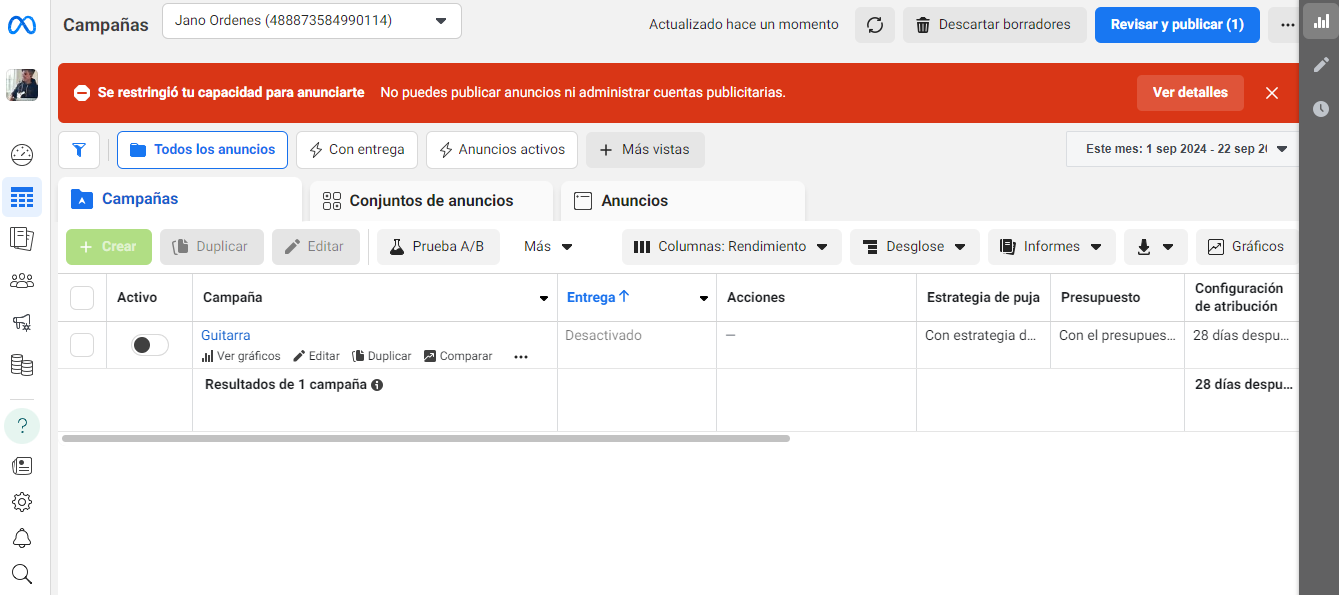 Campañas
Jano Ordenes (488873584990114)
Actualizado hace un momento
Descartar borradores
Revisar y publicar (1)
Se restringió tu capacidad para anunciarte No puedes publicar anuncios ni administrar cuentas publicitarias.
Ver detalles
Todos los anuncios
Con entrega
Anuncios activos
+ Más vistas
Este mes: 1 sep 2024 - 22 sep 20
Campañas
Conjuntos de anuncios
Anuncios
+ Crear
Duplicar
Editar
Prueba A/B
Más
Columnas: Rendimiento
Desglose
Informes
Gráficos
Activo
Campaña
Entrega ↑
Acciones
Estrategia de puja
Presupuesto
Configuración
de atribución
Guitarra
Desactivado
—
Con estrategia d...
Con el presupues...
28 días despu...
Ver gráficos
Editar
Duplicar
Comparar
...
Resultados de 1 campaña
28 días despu...
?